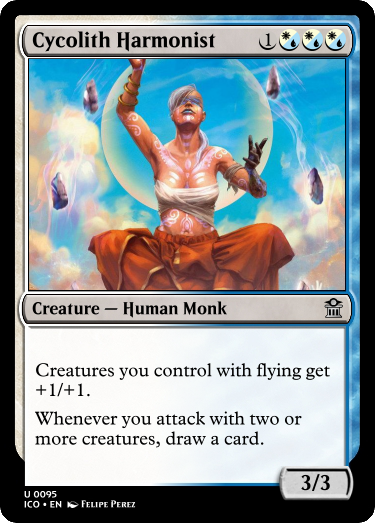 Cycolith Harmonist 1
Creature — Human Monk
Creatures you control with flying get
+1/+1.
Whenever you attack with two or
more creatures, draw a card.
3/3
U 0095
ICO • EN Felipe Perez